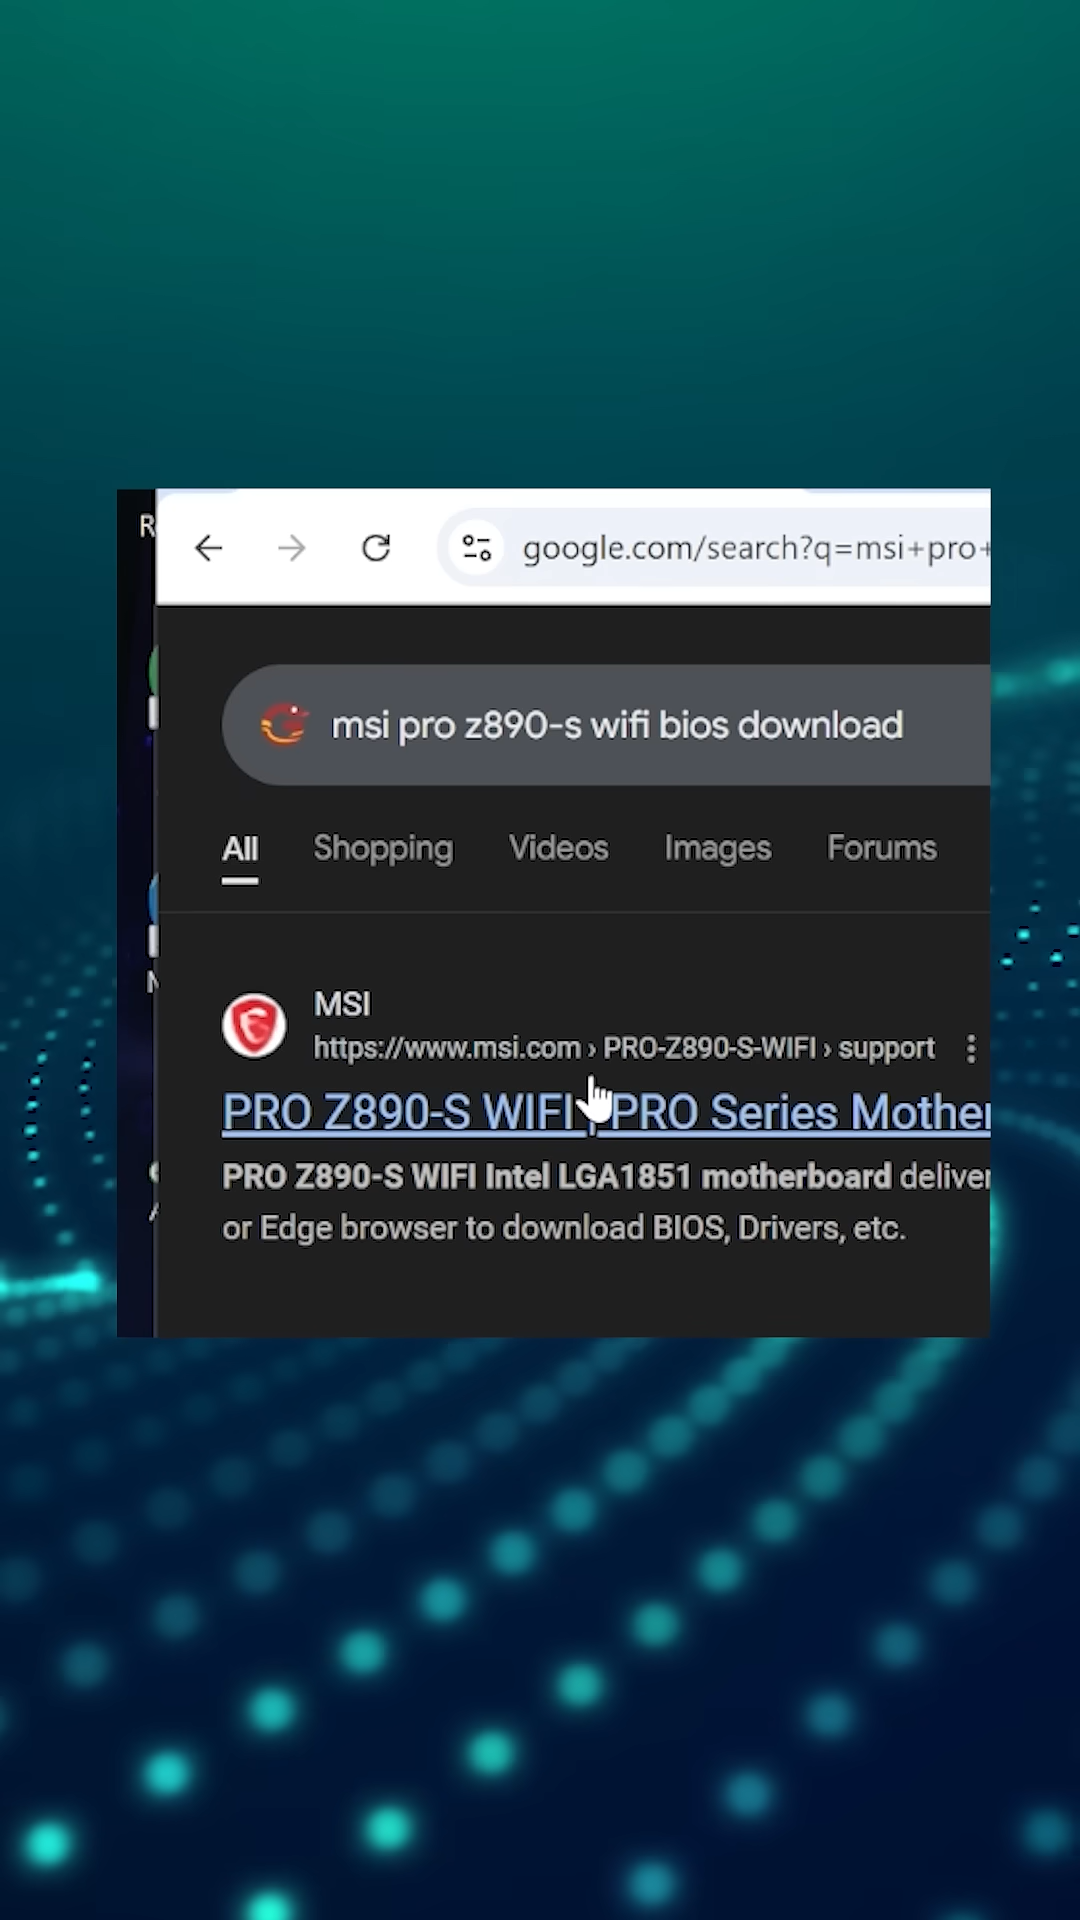 R
google.com/search?q=msi+pro+
msi pro z890-s wifi bios download
All Shopping Videos Images Forums
MSI
https://www.msi.com › PRO-Z890-S-WIFI › support
PRO Z890-S WIFI | PRO Series Mother
PRO Z890-S WIFI Intel LGA1851 motherboard deliver
or Edge browser to download BIOS, Drivers, etc.